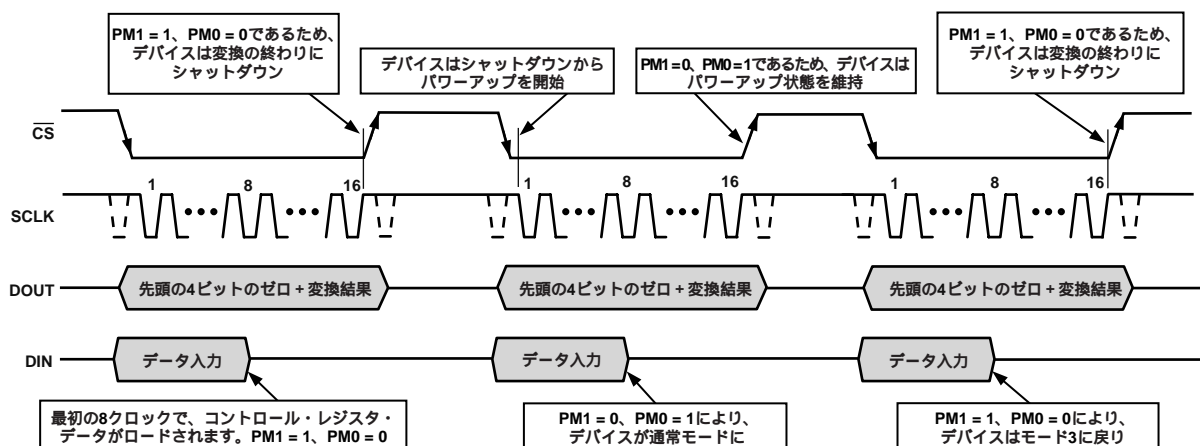 PM1 = 1、PM0 = 0であるため、
デバイスは変換の終わりに
シャットダウン
デバイスはシャットダウンから
パワーアップを開始
PM1=0、PM0=1であるため、デバイスは
パワーアップ状態を維持
PM1 = 1、PM0 = 0であるため、
デバイスは変換の終わりに
シャットダウン
CS
1 8 16 1 8 16 1 8 16
SCLK
DOUT 先頭の4ビットのゼロ + 変換結果 先頭の4ビットのゼロ + 変換結果 先頭の4ビットのゼロ + 変換結果
DIN データ入力 データ入力 データ入力
最初の8クロックで、コントロール・レジスタ・
データがロードされます。PM1 = 1、PM0 = 0
PM1 = 0、PM0 = 1により、
デバイスが通常モードに
PM1 = 1、PM0 = 0により、
デバイスはモード3に戻り